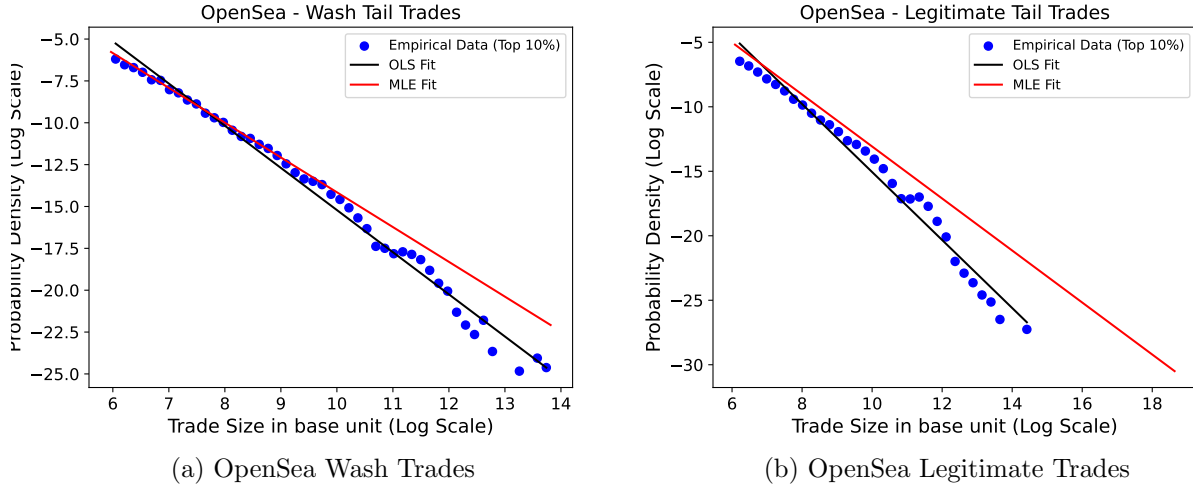 OpenSea - Wash Tail Trades
Empirical Data (Top 10%)
OLS Fit
MLE Fit
Probability Density (Log Scale)
−5.0
−7.5
−10.0
−12.5
−15.0
−17.5
−20.0
−22.5
−25.0
6 7 8 9 10 11 12 13 14
Trade Size in base unit (Log Scale)
(a) OpenSea Wash Trades
OpenSea - Legitimate Tail Trades
Empirical Data (Top 10%)
OLS Fit
MLE Fit
Probability Density (Log Scale)
−5
−10
−15
−20
−25
−30
6 8 10 12 14 16 18
Trade Size in base unit (Log Scale)
(b) OpenSea Legitimate Trades